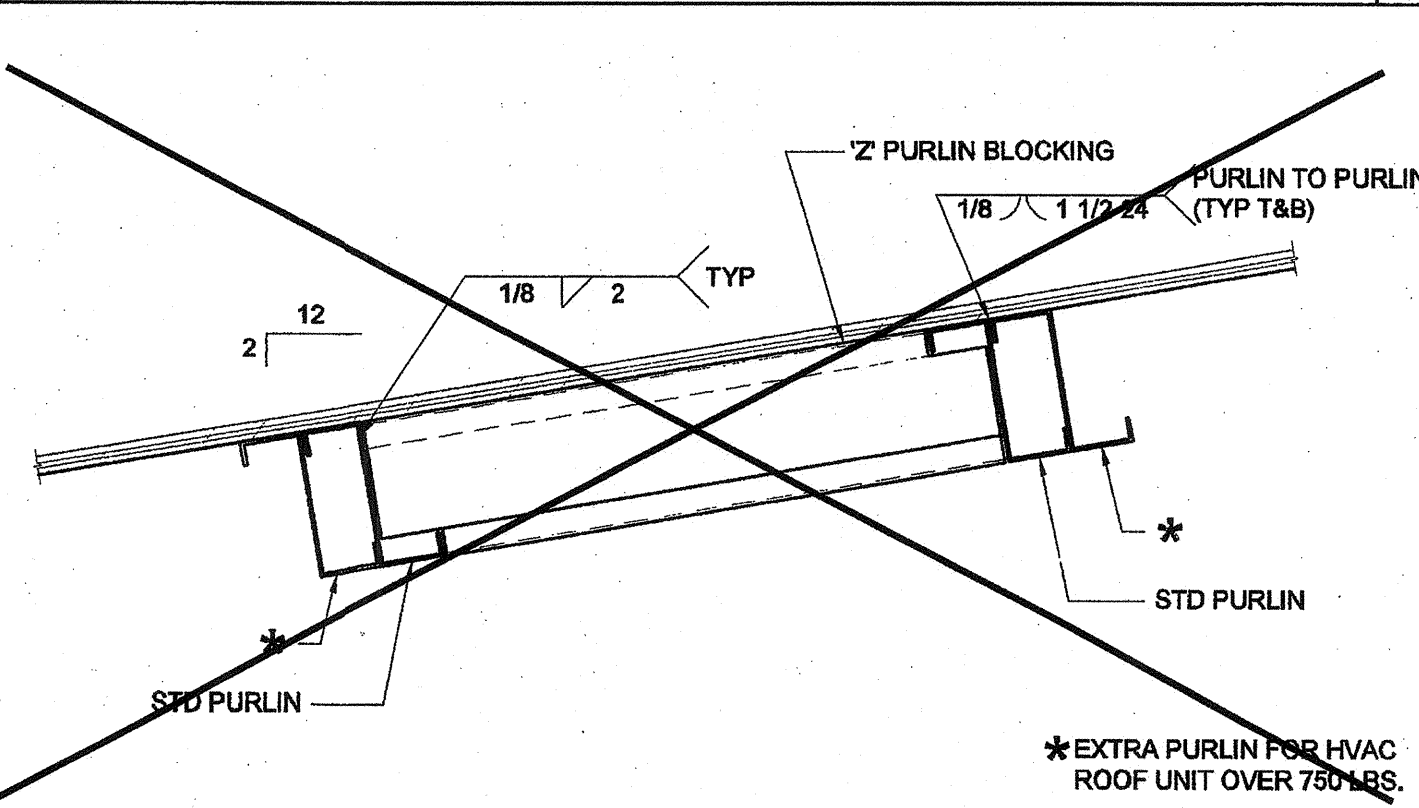 'Z' PURLIN BLOCKING
PURLIN TO PURLIN
(TYP T&B)
1/8 1 1/2 24
TYP
1/8 2
12
2
*
STD PURLIN
*
STD PURLIN
* EXTRA PURLIN FOR HVAC
ROOF UNIT OVER 750 LBS.